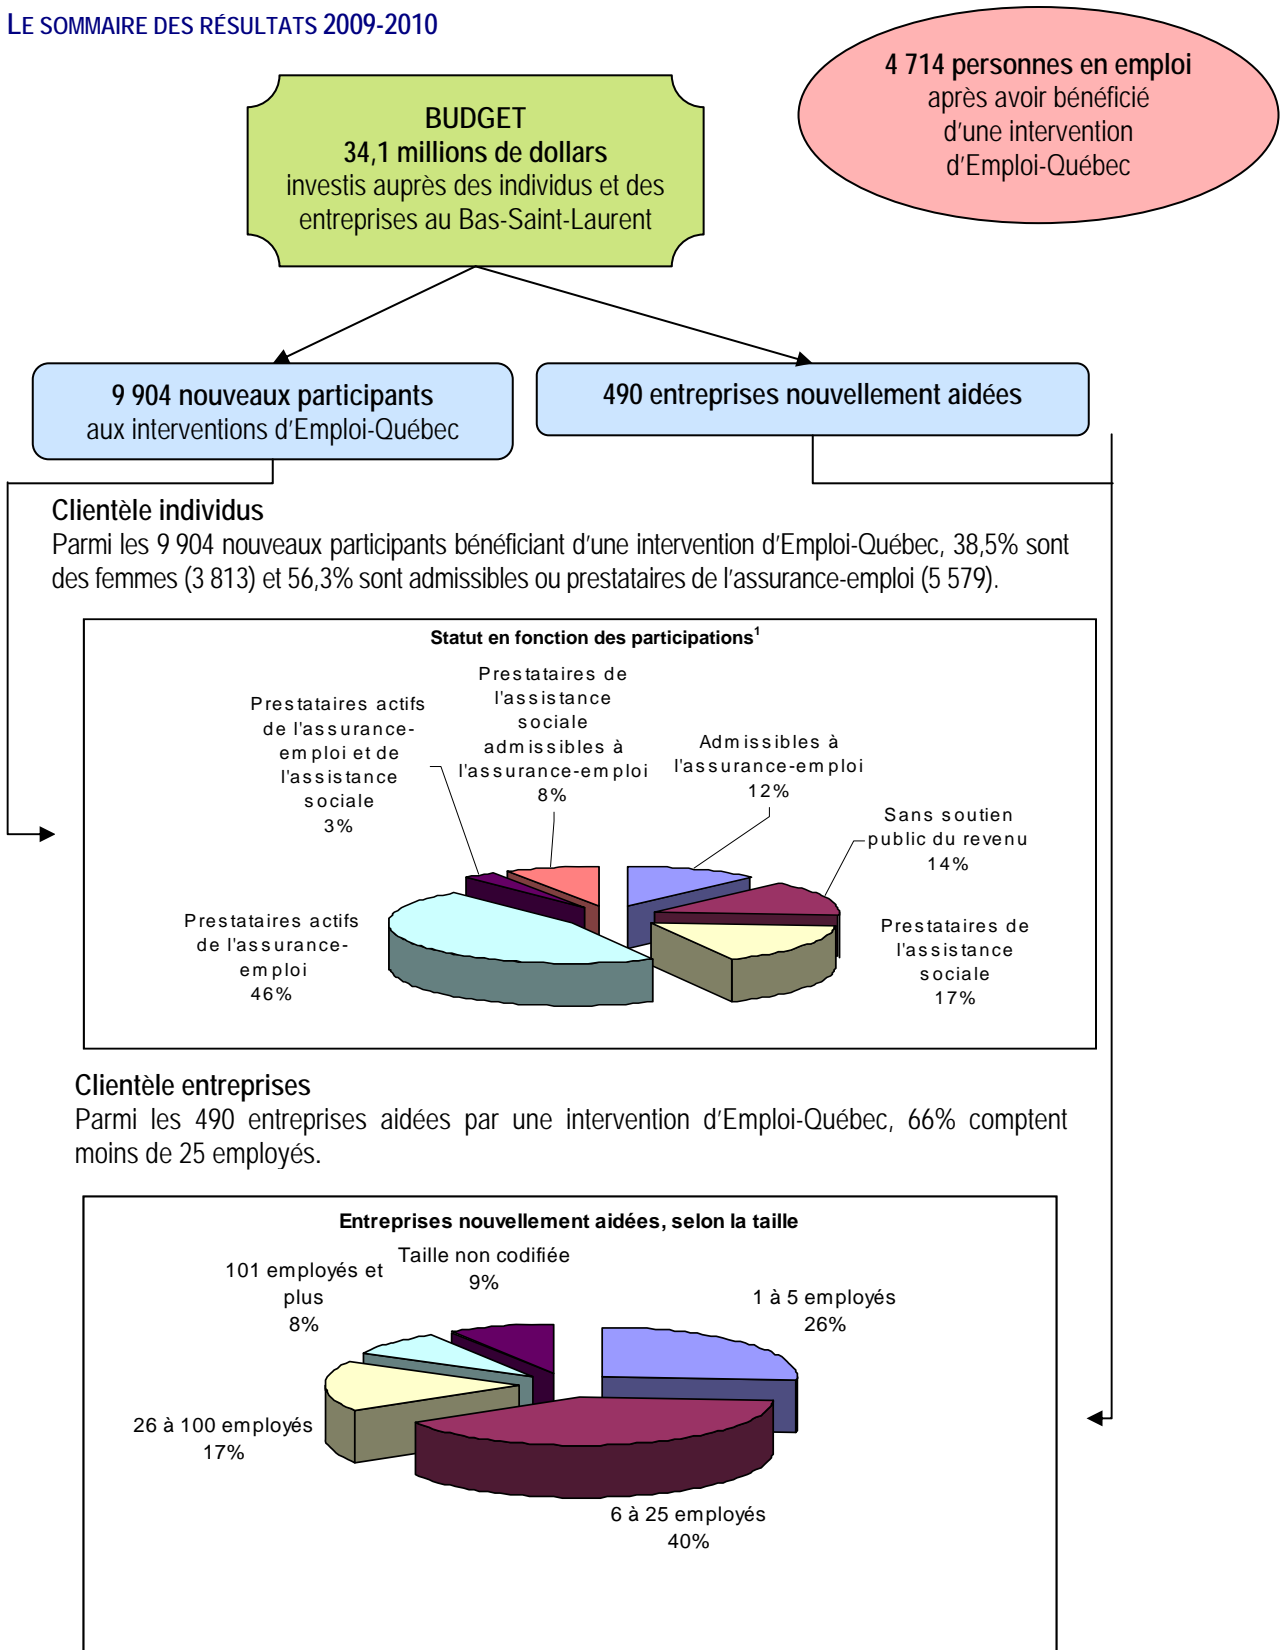 LE SOMMAIRE DES RÉSULTATS 2009-2010
4 714 personnes en emploi
après avoir bénéficié
d'une intervention
d'Emploi-Québec
BUDGET
34,1 millions de dollars
investis auprès des individus et des
entreprises au Bas-Saint-Laurent
9 904 nouveaux participants
aux interventions d'Emploi-Québec
490 entreprises nouvellement aidées
Clientèle individus
Parmi les 9 904 nouveaux participants bénéficiant d'une intervention d'Emploi-Québec, 38,5% sont
des femmes (3 813) et 56,3% sont admissibles ou prestataires de l'assurance-emploi (5 579).
Statut en fonction des participations¹
Prestataires actifs
de l'assurance-
emploi et de
l'assistance
sociale
3%
Prestataires de
l'assistance
sociale
admissibles à
l'assurance-emploi
8%
Admissibles à
l'assurance-emploi
12%
Sans soutien
public du revenu
14%
Prestataires actifs
de l'assurance-
emploi
46%
Prestataires de
l'assistance
sociale
17%
Clientèle entreprises
Parmi les 490 entreprises aidées par une intervention d'Emploi-Québec, 66% comptent
moins de 25 employés.
Entreprises nouvellement aidées, selon la taille
101 employés et
plus
8%
Taille non codifiée
9%
1 à 5 employés
26%
26 à 100 employés
17%
6 à 25 employés
40%